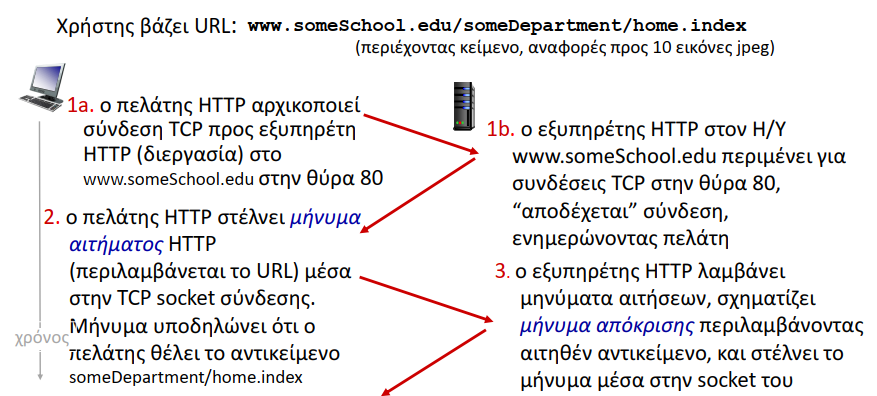 Χρήστης βάζει URL: www.someSchool.edu/someDepartment/home.index
(περιέχοντας κείμενο, αναφορές προς 10 εικόνες jpeg)
1a. ο πελάτης HTTP αρχικοποιεί
σύνδεση TCP προς εξυπηρέτη
HTTP (διεργασία) στο
www.someSchool.edu στην θύρα 80
1b. ο εξυπηρέτης HTTP στον Η/Υ
www.someSchool.edu περιμένει για
συνδέσεις TCP στην θύρα 80,
“αποδέχεται” σύνδεση,
ενημερώνοντας πελάτη
2. ο πελάτης HTTP στέλνει μήνυμα
αιτήματος HTTP
(περιλαμβάνεται το URL) μέσα
στην TCP socket σύνδεσης.
Μήνυμα υποδηλώνει ότι ο
πελάτης θέλει το αντικείμενο
someDepartment/home.index
3. ο εξυπηρέτης HTTP λαμβάνει
μηνύματα αιτήσεων, σχηματίζει
μήνυμα απόκρισης περιλαμβάνοντας
αιτηθέν αντικείμενο, και στέλνει το
μήνυμα μέσα στην socket του
χρόνος